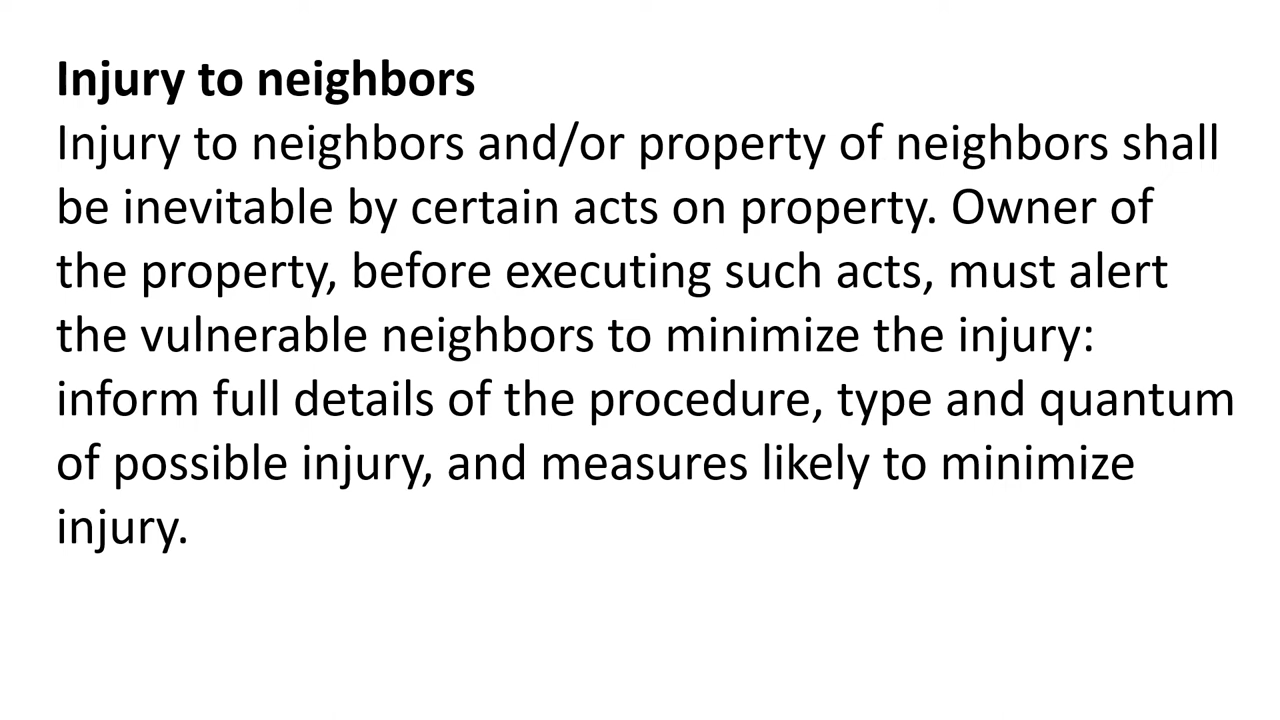 Injury to neighbors
Injury to neighbors and/or property of neighbors shall
be inevitable by certain acts on property. Owner of
the property, before executing such acts, must alert
the vulnerable neighbors to minimize the injury:
inform full details of the procedure, type and quantum
of possible injury, and measures likely to minimize
injury.